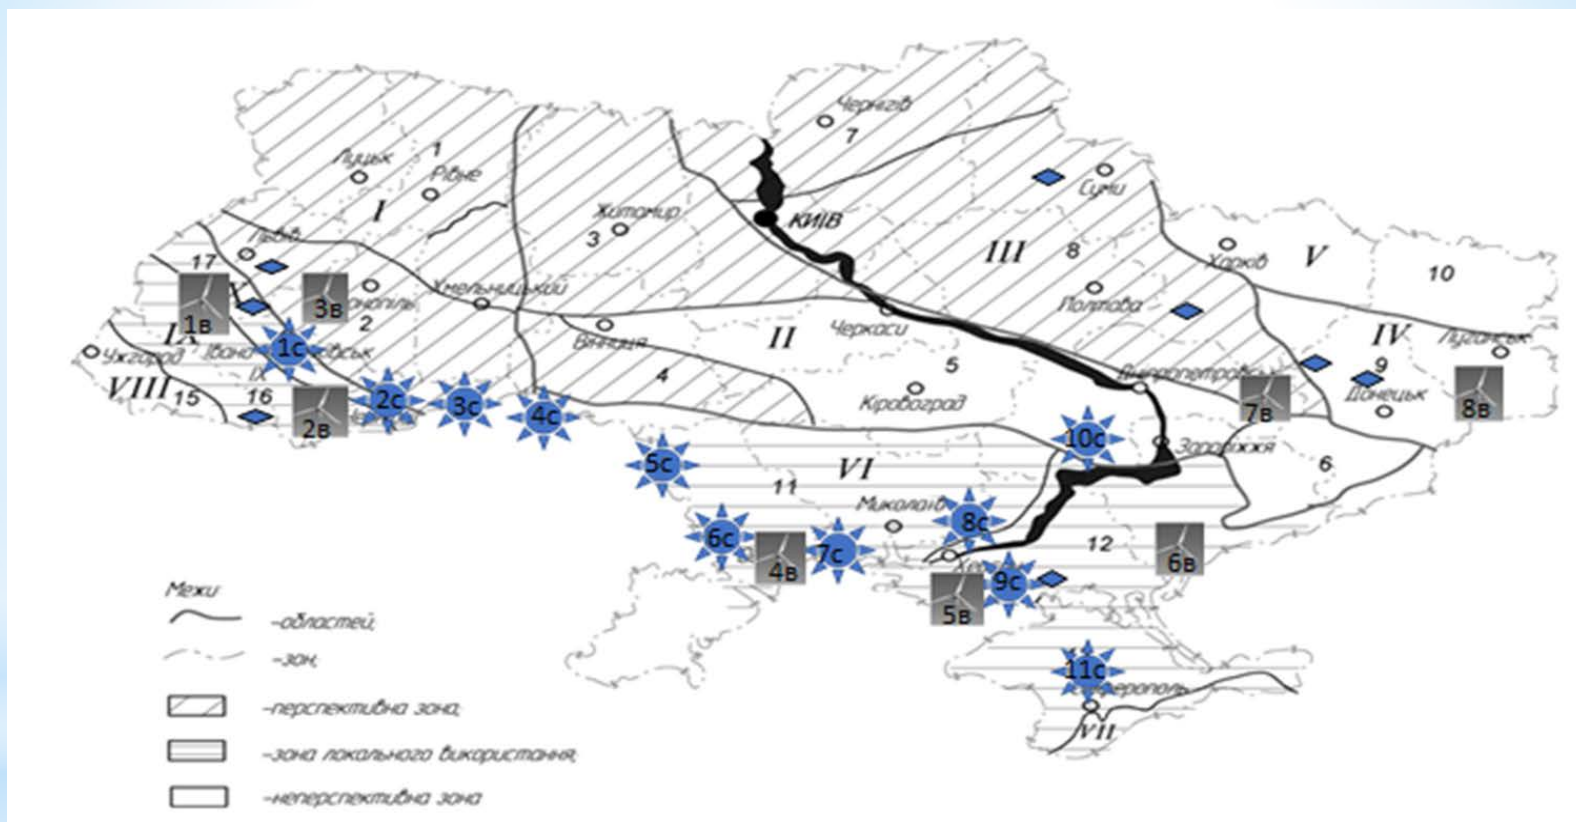 Чернігів
7
Луцьк
1
Рівне
I
Житомир
3
КИЇВ
III
8
Суми
Харків
V
10
Львів
17
1в
3в
2
Хмельницький
Полтава
IV
9
Луганськ
Черкаси
II
Вінниця
4
5
Кіровоград
Дніпропетровськ
Донецьк
7в
8в
Ужгород
IX
1с
VIII
15
16
IX
2в
2с
3с
4с
5с
10с
Запоріжжя
6
VI
11
Миколаїв
6с
4в
7с
8с
12
6в
5в
9с
11с
VII
Межи
-областей;
-зон;
-перспективна зона;
-зона локального використання;
-неперспективна зона